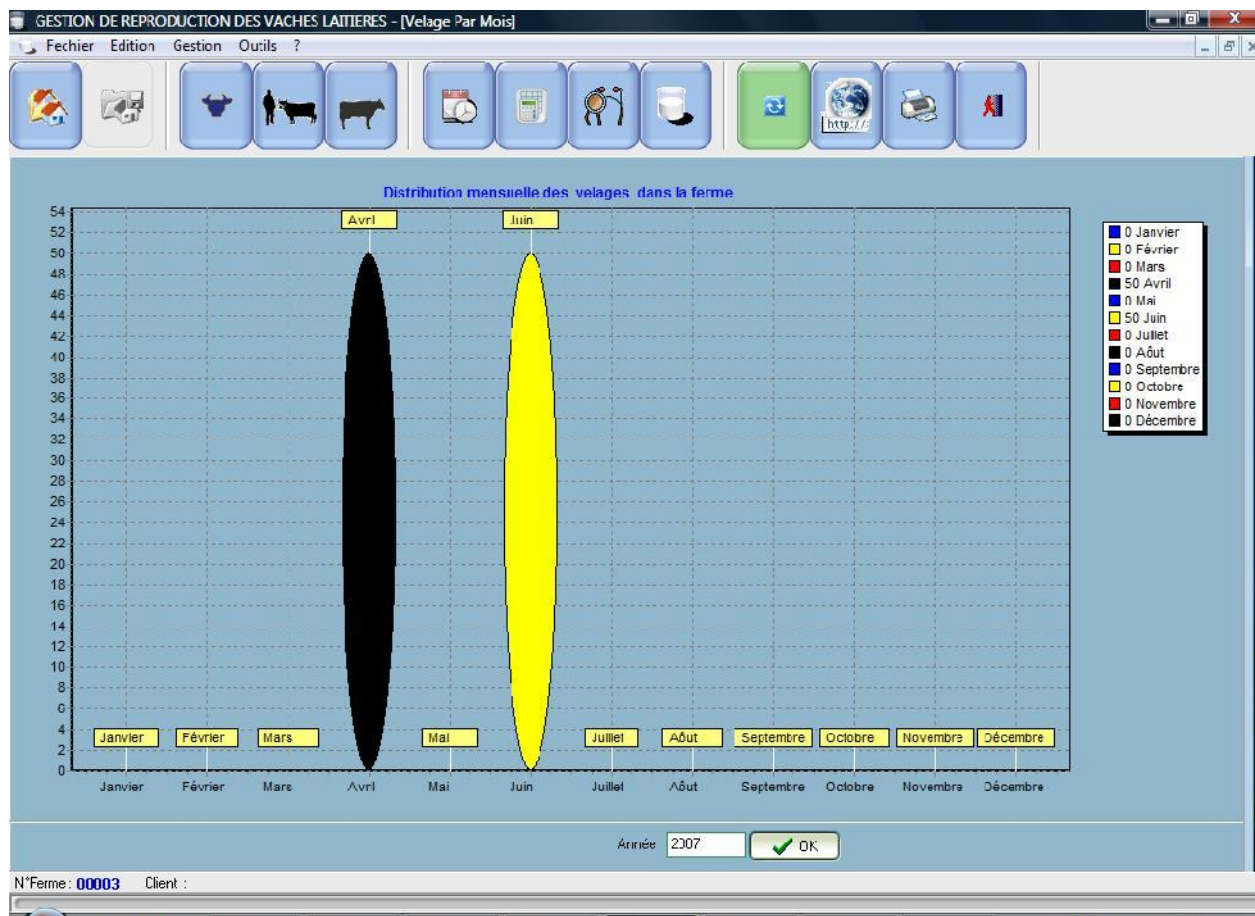 GESTION DE REPRODUCTION DES VACHES LAITIERES - [Velage Par Mois]
Fechier Edition Gestion Outils ?
http://
Distribution mensuelle des velages dans la ferme
54
52
50
48
46
44
42
40
38
36
34
32
30
28
26
24
22
20
18
16
14
12
10
8
6
4
2
0
Avril Juin
Janvier Février Mars Mai Juillet Aôut Septembre Octobre Novembre Décembre
Janvier Février Mars Avril Mai Juin Juillet Aôut Septembre Octobre Novembre Décembre
0 Janvier
0 Février
0 Mars
50 Avril
0 Mai
50 Juin
0 Juillet
0 Aôut
0 Septembre
0 Octobre
0 Novembre
0 Décembre
Année 2007 OK
N°Ferme : 00003 Client :